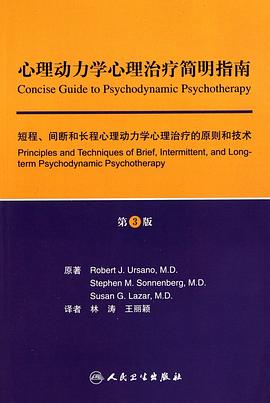 心理动力学心理治疗简明指南
Concise Guide to Psychodynamic Psychotherapy
短程、间断和长程心理动力学心理治疗的原则和技术
Principles and Techniques of Brief, Intermittent, and Long-
term Psychodynamic Psychotherapy
第3版
原著 Robert J. Ursano, M.D.
Stephen M. Sonnenberg, M.D.
Susan G. Lazar, M.D.
译者 林 涛 王丽颖
人民卫生出版社